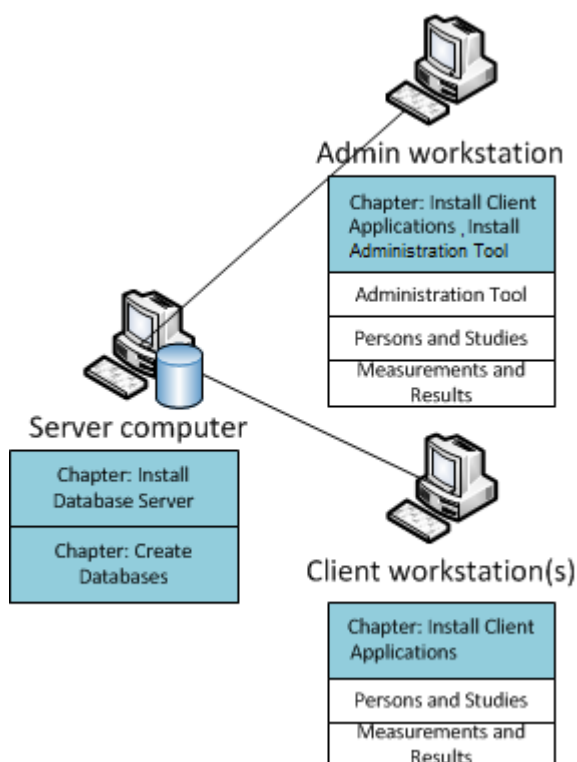 Admin workstation
Chapter: Install Client
Applications , Install
Administration Tool
Administration Tool
Persons and Studies
Measurements and
Results
Server computer
Chapter: Install
Database Server
Chapter: Create
Databases
Client workstation(s)
Chapter: Install Client
Applications
Persons and Studies
Measurements and
Results